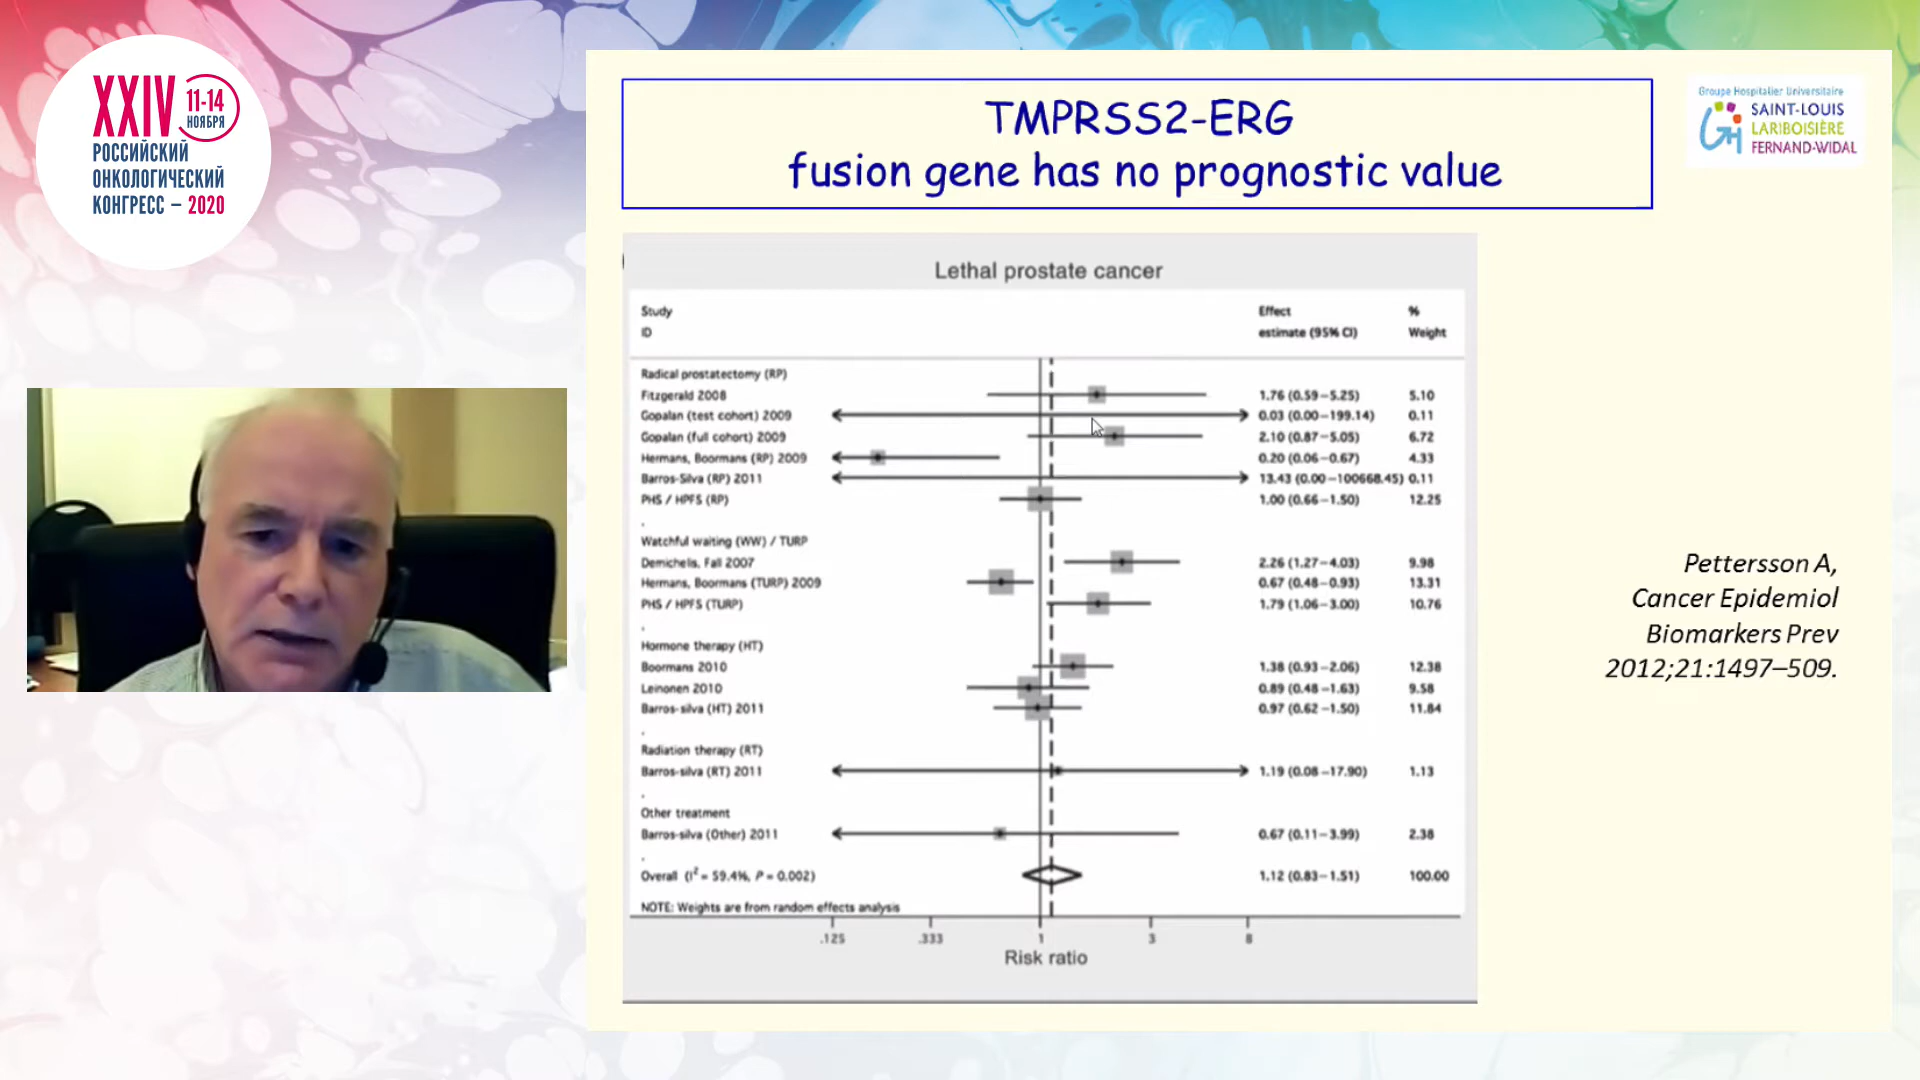 XXIV
11-14
НОЯБРЯ
РОССИЙСКИЙ
ОНКОЛОГИЧЕСКИЙ
КОНГРЕСС – 2020
TMPRSS2-ERG
fusion gene has no prognostic value
Groupe Hospitalier Universitaire
SAINT-LOUIS
LARIBOISIÈRE
FERNAND-WIDAL
Lethal prostate cancer
Study Effect %
ID estimate (95% CI) Weight
Radical prostatectomy (RP)
Fitzgerald 2008 1.76 (0.59–5.25) 5.10
Gopalan (test cohort) 2009 0.03 (0.00–199.14) 0.11
Gopalan (full cohort) 2009 2.10 (0.87–5.05) 6.72
Hermans, Boormans (RP) 2009 0.20 (0.06–0.67) 4.33
Barros-Silva (RP) 2011 13.43 (0.00–100668.45) 0.11
PHS / HPFS (RP) 1.00 (0.66–1.50) 12.25
.
Watchful waiting (WW) / TURP
Demichelis, Fall 2007 2.26 (1.27–4.03) 9.98
Hermans, Boormans (TURP) 2009 0.67 (0.48–0.93) 13.31
PHS / HPFS (TURP) 1.79 (1.06–3.00) 10.76
.
Hormone therapy (HT)
Boormans 2010 1.38 (0.93–2.06) 12.38
Leinonen 2010 0.89 (0.48–1.63) 9.58
Barros-silva (HT) 2011 0.97 (0.62–1.50) 11.84
.
Radiation therapy (RT)
Barros-silva (RT) 2011 1.19 (0.08–17.90) 1.13
.
Other treatment
Barros-silva (Other) 2011 0.67 (0.11–3.99) 2.38
.
Overall (I² = 59.4%, P = 0.002) 1.12 (0.83–1.51) 100.00
NOTE: Weights are from random effects analysis
.125 .333 1 3 8
Risk ratio
Pettersson A,
Cancer Epidemiol
Biomarkers Prev
2012;21:1497–509.